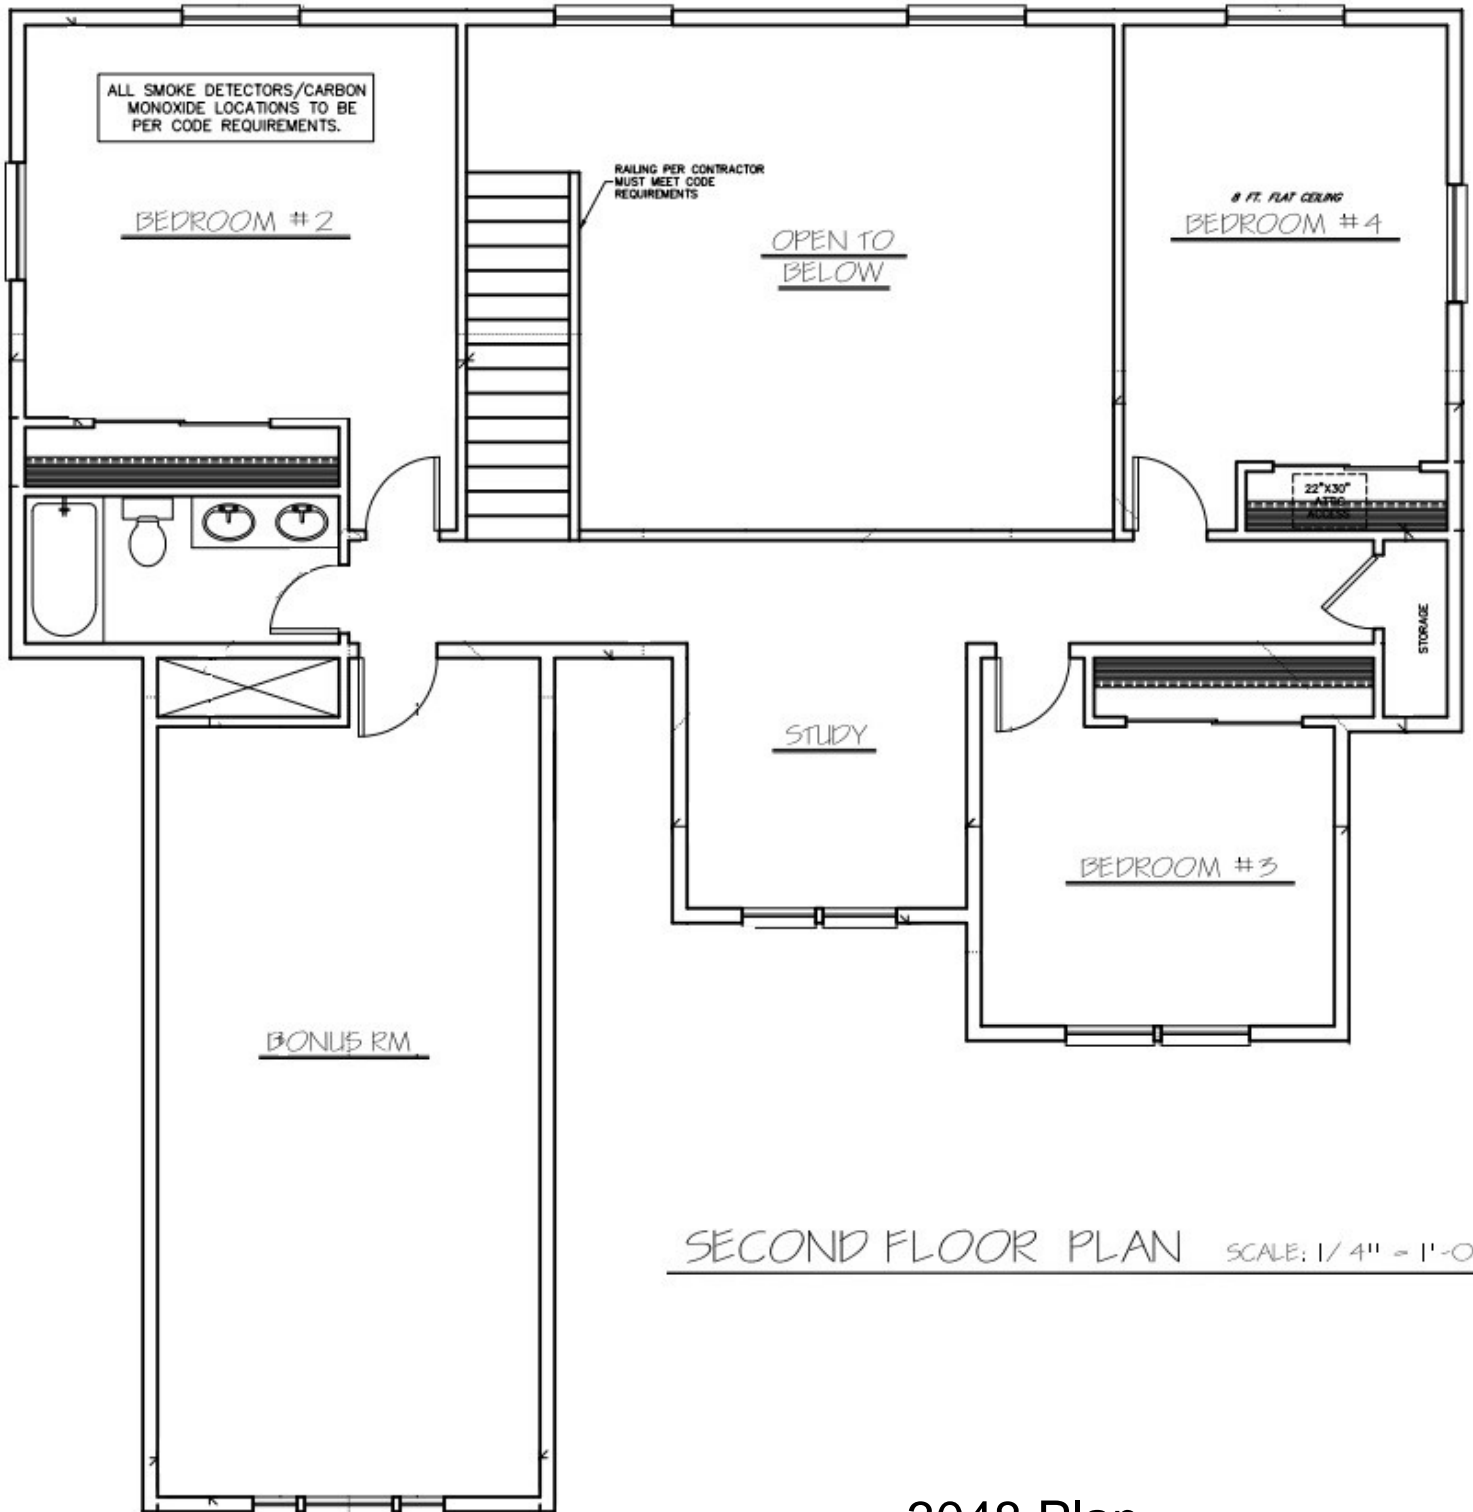 ALL SMOKE DETECTORS/CARBON
MONOXIDE LOCATIONS TO BE
PER CODE REQUIREMENTS.
RAILING PER CONTRACTOR
MUST MEET CODE
REQUIREMENTS
BEDROOM #2
OPEN TO
BELOW
8 FT. FLAT CEILING
BEDROOM #4
22"X30"
ATTIC
ACCESS
STORAGE
STUDY
BEDROOM #3
BONUS RM.
SECOND FLOOR PLAN SCALE: 1/4" = 1'-0